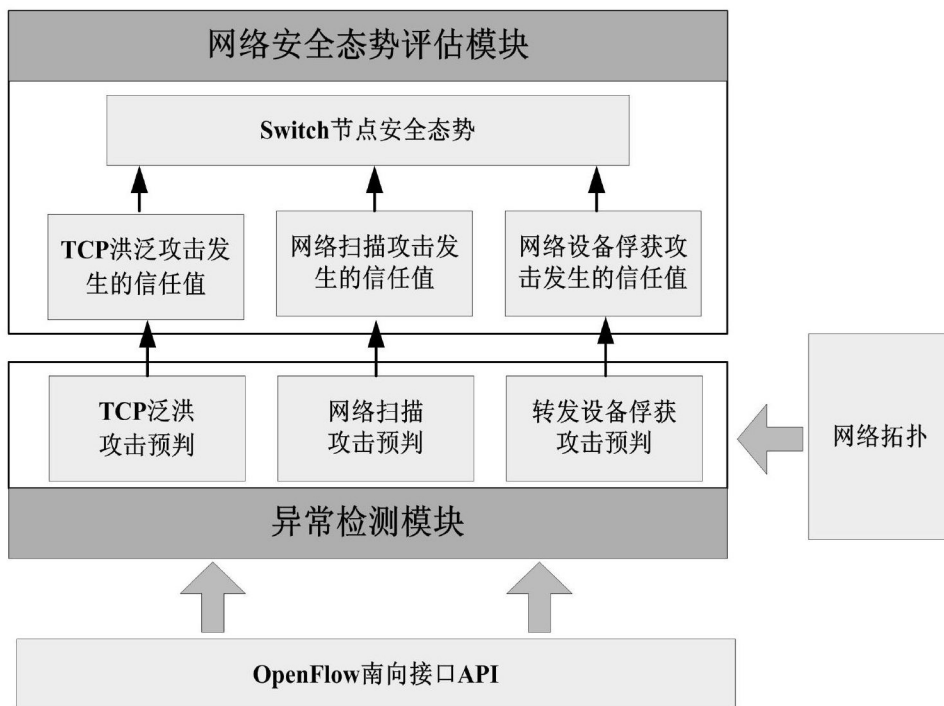 网络安全态势评估模块
Switch节点安全态势
TCP洪泛攻击发
生的信任值
网络扫描攻击发
生的信任值
网络设备俘获攻
击发生的信任值
TCP泛洪
攻击预判
网络扫描
攻击预判
转发设备俘获
攻击预判
网络拓扑
异常检测模块
OpenFlow南向接口API